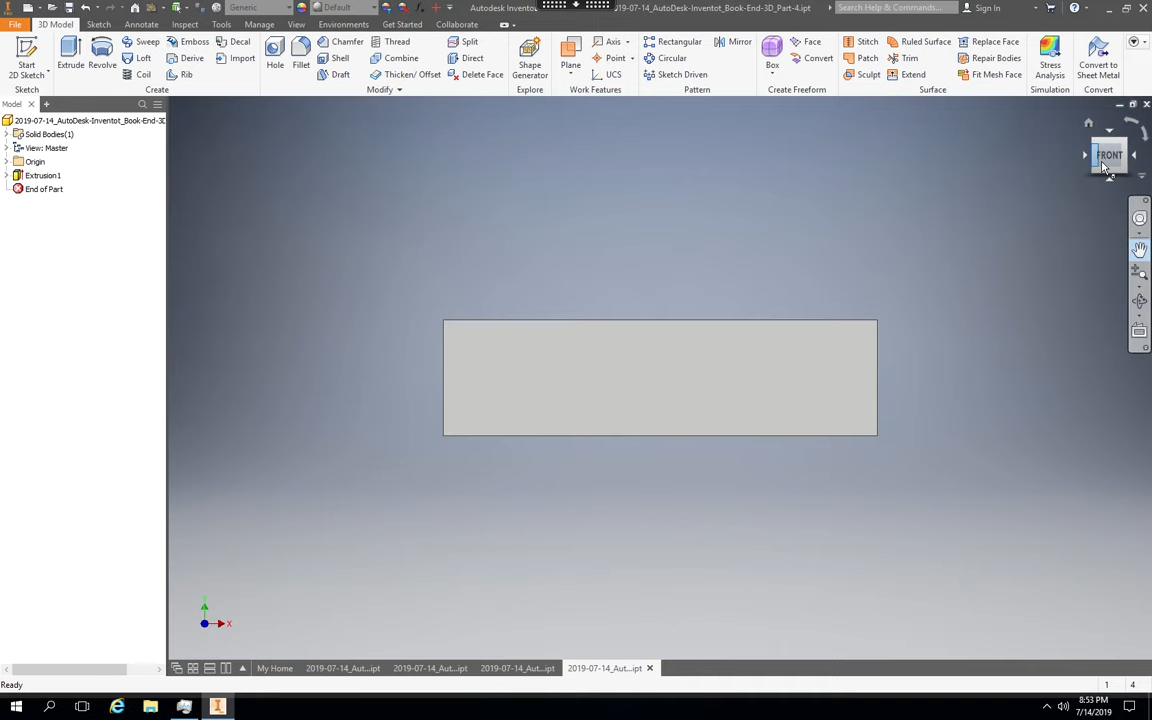 Generic
Default
Autodesk Invento
19-07-14_AutoDesk-Inventot_Book-End-3D_Part-4.ipt
Search Help & Commands...
Sign In
File
3D Model
Sketch
Annotate
Inspect
Tools
Manage
View
Environments
Get Started
Collaborate
Start
2D Sketch
Extrude
Revolve
Sweep
Loft
Coil
Emboss
Derive
Rib
Decal
Import
Hole
Fillet
Chamfer
Shell
Draft
Thread
Combine
Thicken/ Offset
Split
Direct
Delete Face
Shape
Generator
Plane
Axis
Point
UCS
Rectangular
Circular
Sketch Driven
Mirror
Box
Face
Convert
Stitch
Patch
Sculpt
Ruled Surface
Trim
Extend
Replace Face
Repair Bodies
Fit Mesh Face
Stress
Analysis
Convert to
Sheet Metal
Sketch
Create
Modify
Explore
Work Features
Pattern
Create Freeform
Surface
Simulation
Convert
Model
2019-07-14_AutoDesk-Inventot_Book-End-3D
Solid Bodies(1)
View: Master
Origin
Extrusion1
End of Part
FRONT
Y
X
My Home
2019-07-14_Aut...ipt
2019-07-14_Aut...ipt
2019-07-14_Aut...ipt
2019-07-14_Aut...ipt
Ready
1
4
8:53 PM
7/14/2019